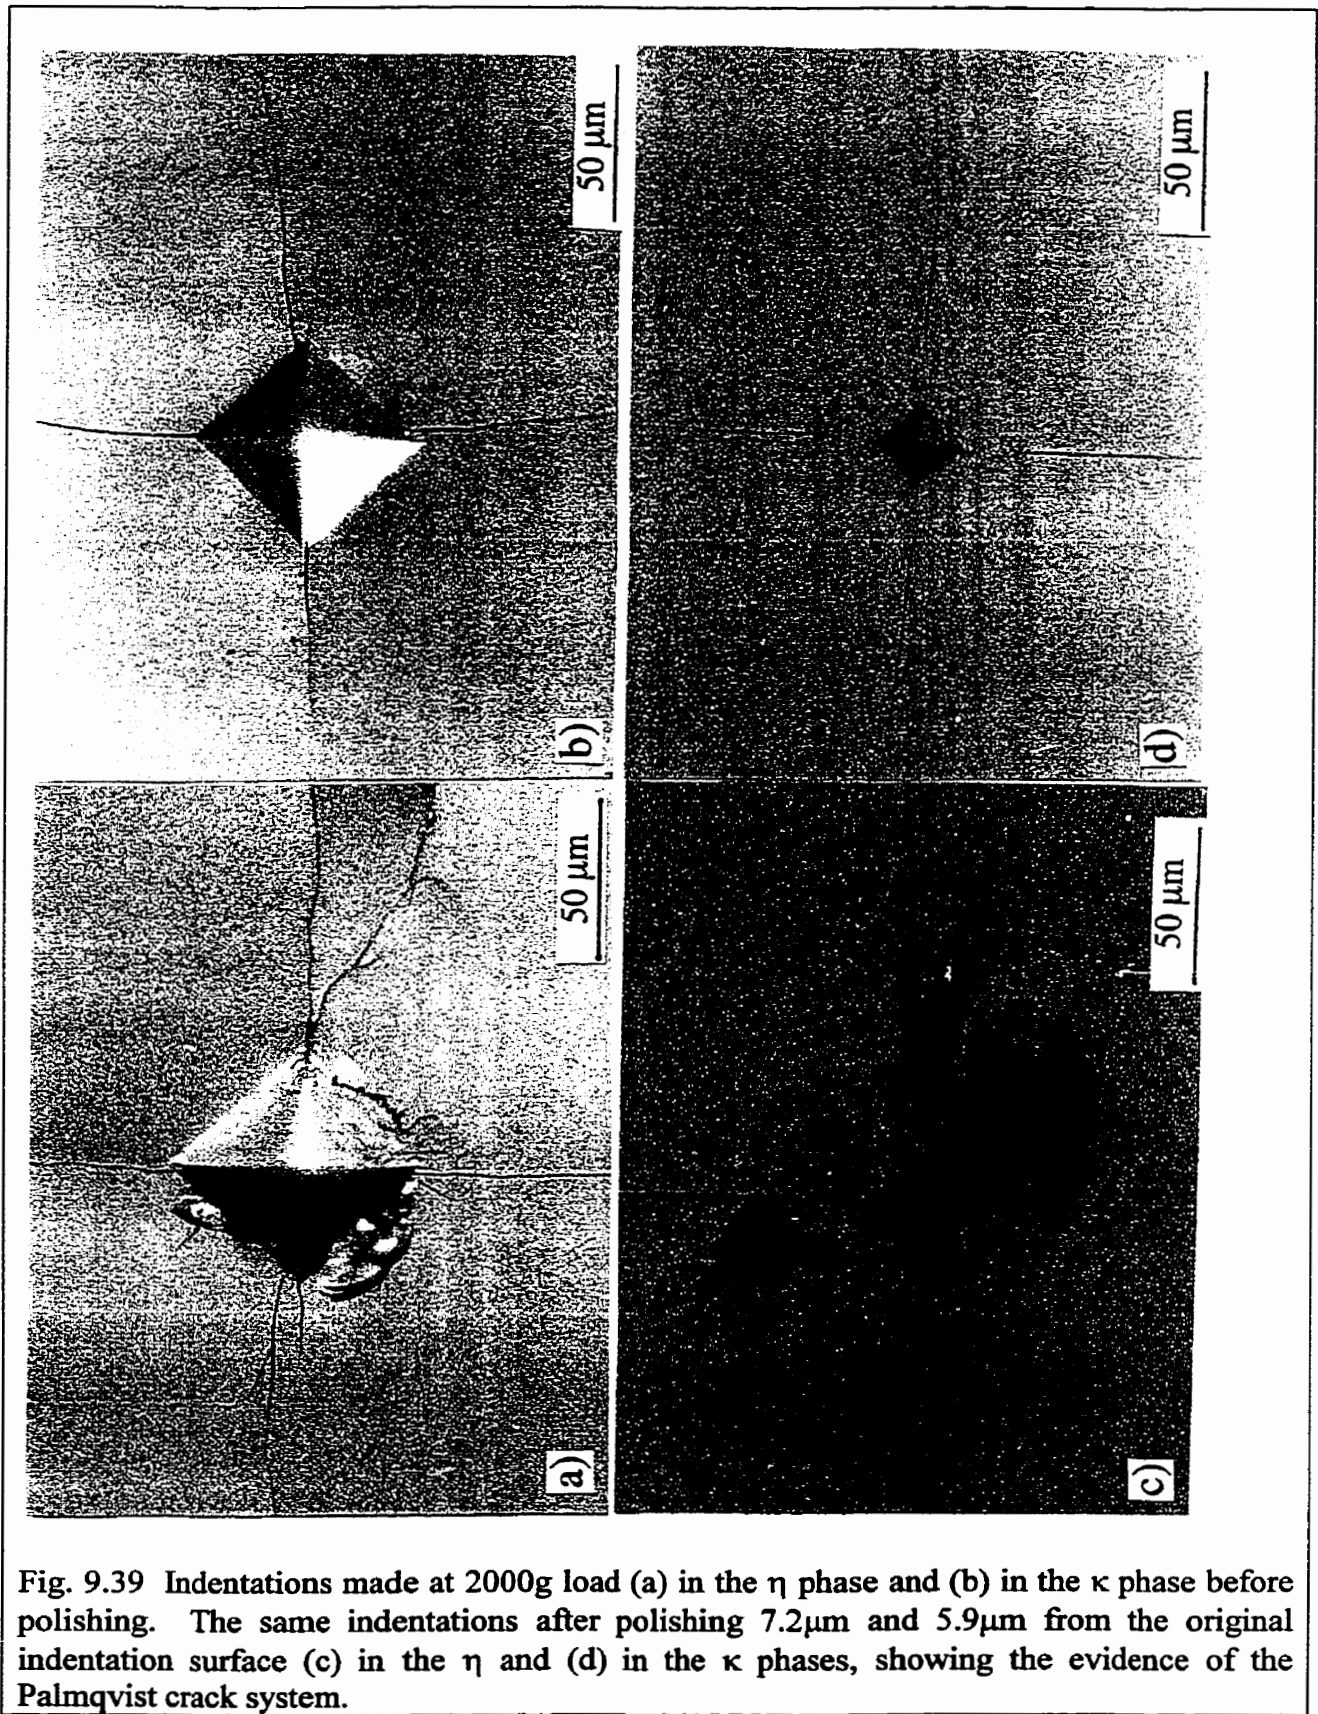 50 µm
50 µm
b)
d)
50 µm
50 µm
a)
c)
Fig. 9.39 Indentations made at 2000g load (a) in the η phase and (b) in the κ phase before
polishing. The same indentations after polishing 7.2µm and 5.9µm from the original
indentation surface (c) in the η and (d) in the κ phases, showing the evidence of the
Palmqvist crack system.